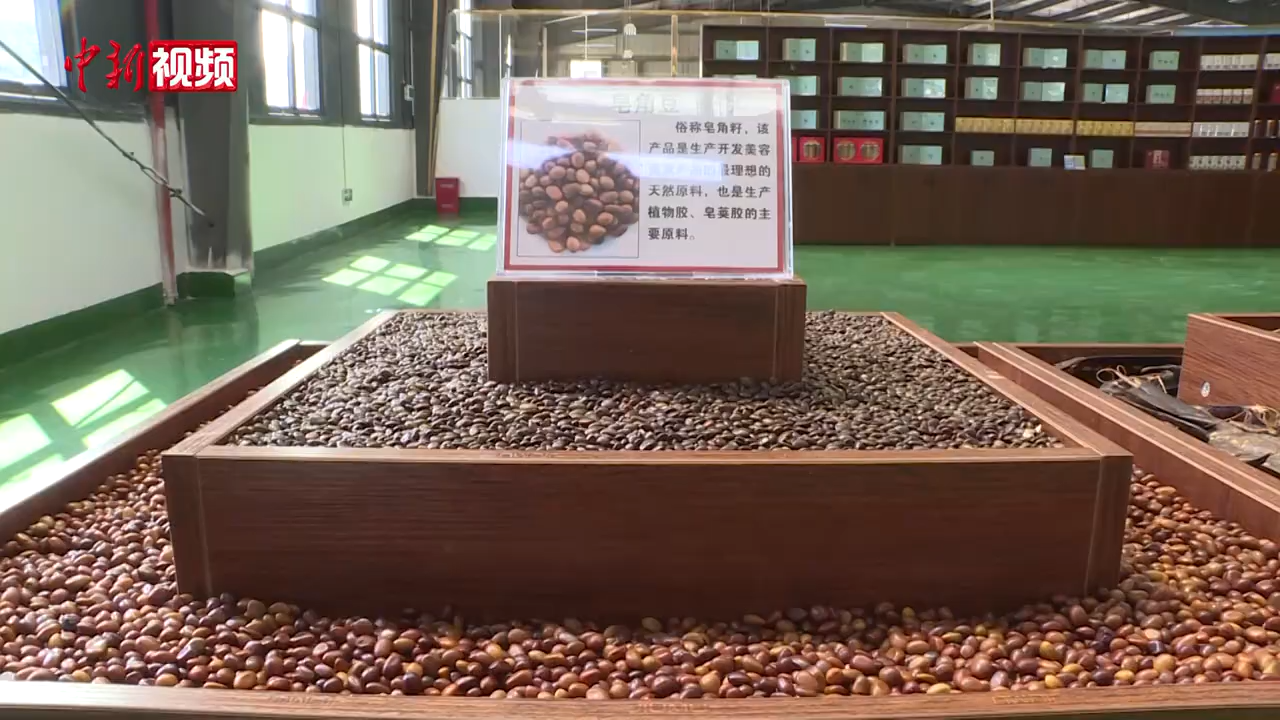 中新视频
皂角豆
俗称皂角籽，该
产品是生产开发美容
最理想的
天然原料，也是生产
植物胶、皂荚胶的主
要原料。